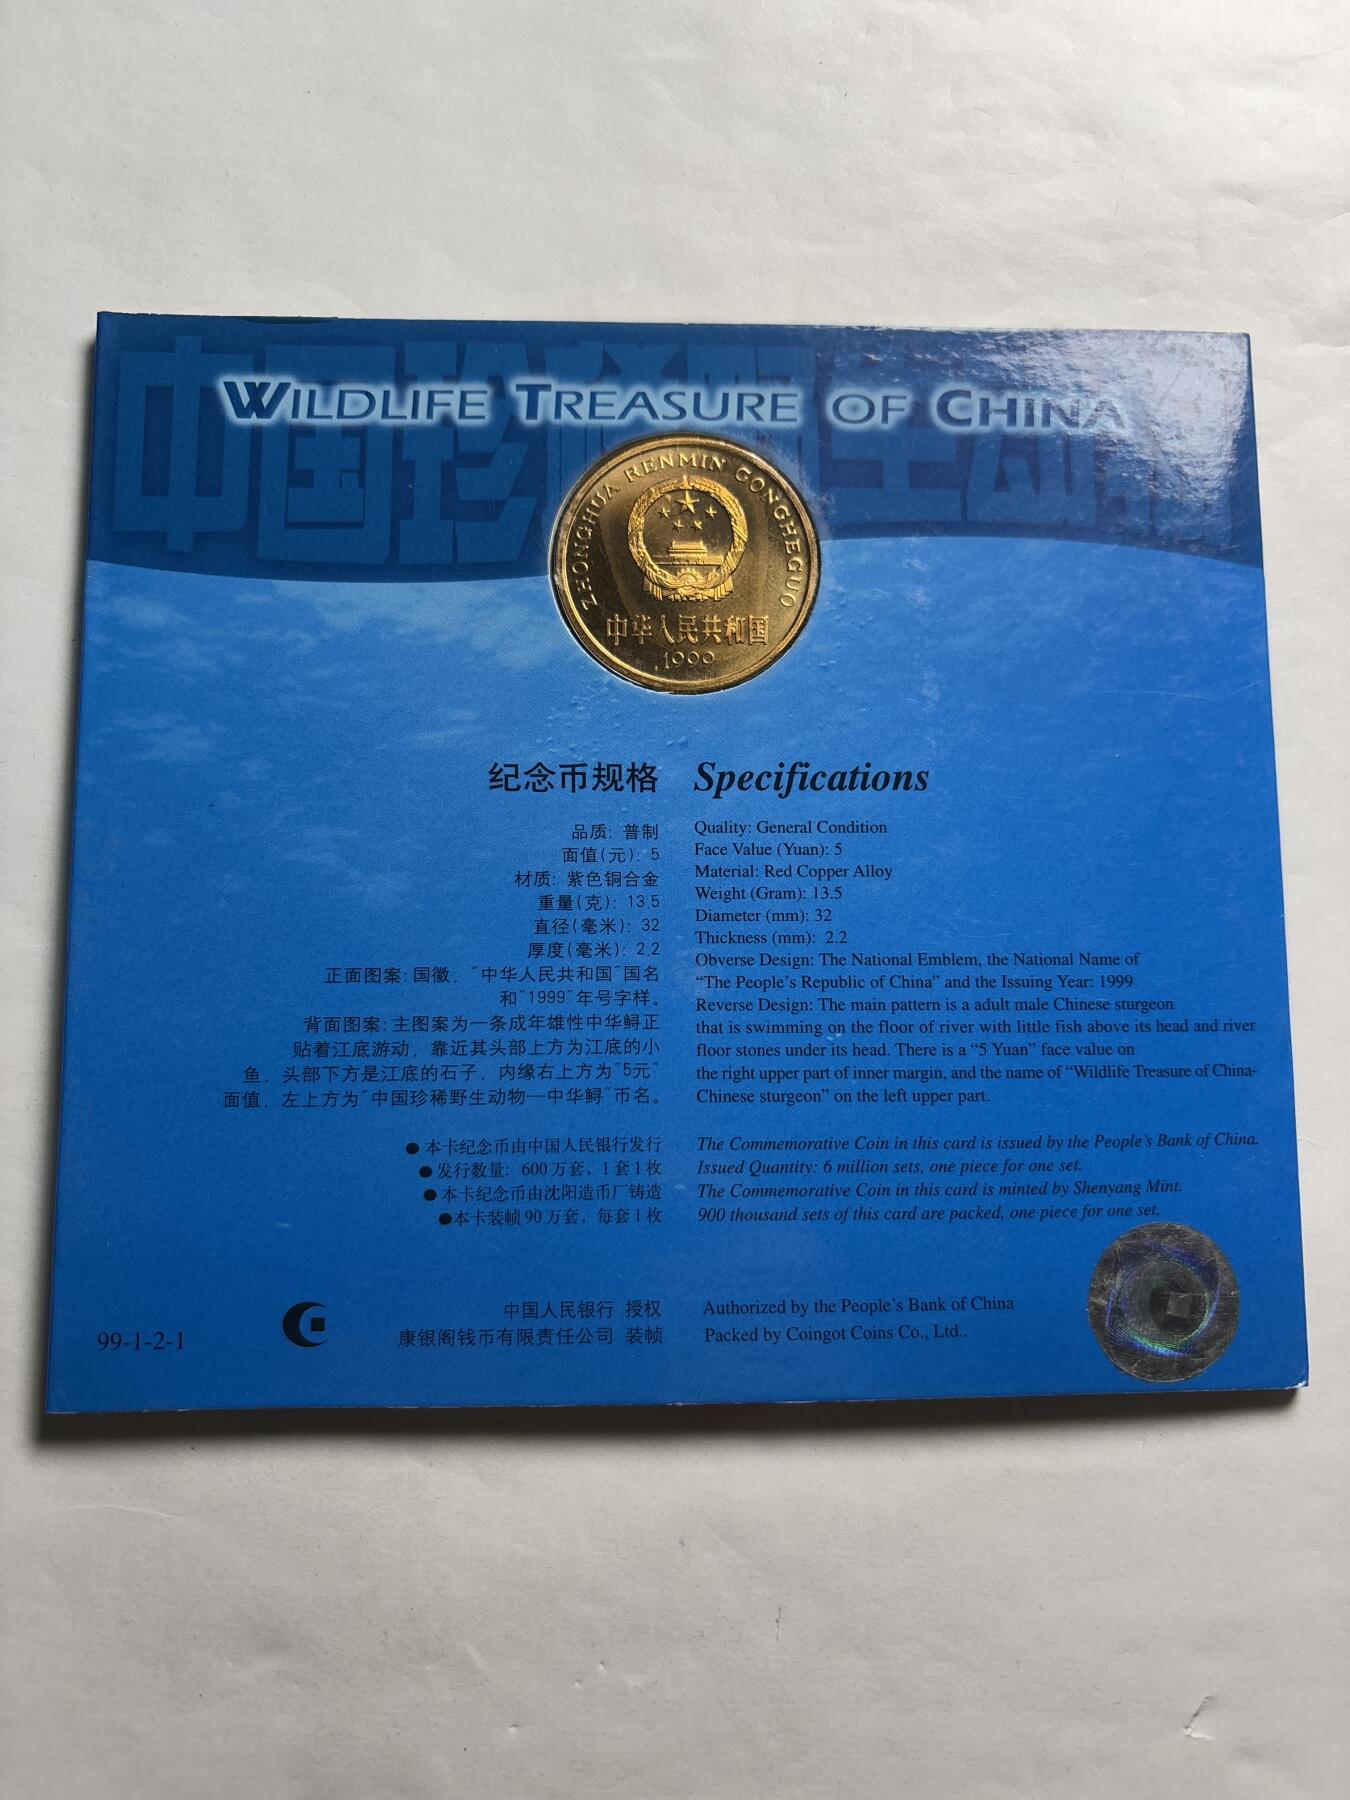 中国珍稀野生动物
WILDLIFE TREASURE OF CHINA
ZHONGHUA RENMIN GONGHEGUO
中华人民共和国
1999
纪念币规格
品质: 普制
面值(元): 5
材质: 紫色铜合金
重量(克): 13.5
直径(毫米): 32
厚度(毫米): 2.2
正面图案: 国徽，"中华人民共和国"国名
和"1999"年号字样。
背面图案: 主图案为一条成年雄性中华鲟正
贴着江底游动，靠近其头部上方为江底的小
鱼，头部下方是江底的石子，内缘右上方为"5元"
面值，左上方为"中国珍稀野生动物—中华鲟"币名。
● 本卡纪念币由中国人民银行发行
● 发行数量: 600万套，1套1枚
● 本卡纪念币由沈阳造币厂铸造
●本卡装帧90万套，每套1枚
中国人民银行 授权
康银阁钱币有限责任公司 装帧
99-1-2-1
Specifications
Quality: General Condition
Face Value (Yuan): 5
Material: Red Copper Alloy
Weight (Gram): 13.5
Diameter (mm): 32
Thickness (mm): 2.2
Obverse Design: The National Emblem, the National Name of
“The People’s Republic of China” and the Issuing Year: 1999
Reverse Design: The main pattern is a adult male Chinese sturgeon
that is swimming on the floor of river with little fish above its head and river
floor stones under its head. There is a “5 Yuan” face value on
the right upper part of inner margin, and the name of “Wildlife Treasure of China-
Chinese sturgeon” on the left upper part.
The Commemorative Coin in this card is issued by the People’s Bank of China.
Issued Quantity: 6 million sets, one piece for one set.
The Commemorative Coin in this card is minted by Shenyang Mint.
900 thousand sets of this card are packed, one piece for one set.
Authorized by the People’s Bank of China
Packed by Coingot Coins Co., Ltd..